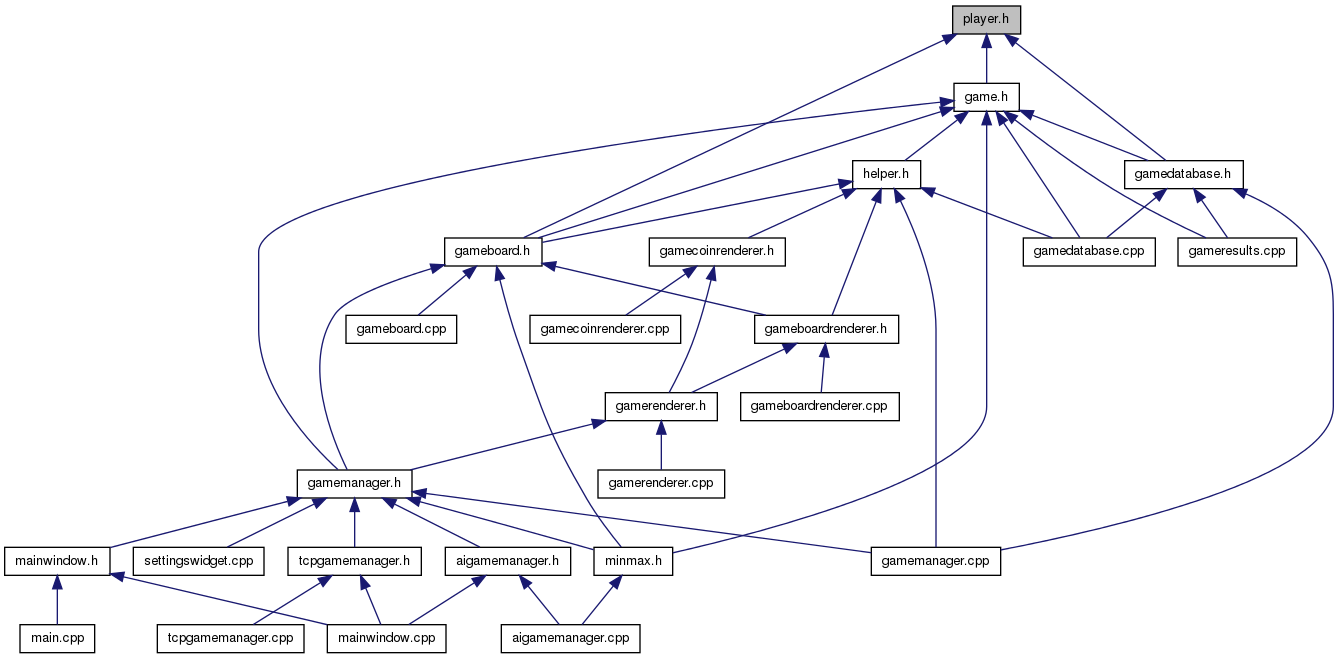 player.h
game.h
helper.h
gamedatabase.h
gameboard.h
gamecoinrenderer.h
gamedatabase.cpp
gameresults.cpp
gameboard.cpp
gamecoinrenderer.cpp
gameboardrenderer.h
gamerenderer.h
gameboardrenderer.cpp
gamemanager.h
gamerenderer.cpp
mainwindow.h
settingswidget.cpp
tcpgamemanager.h
aigamemanager.h
minmax.h
gamemanager.cpp
main.cpp
tcpgamemanager.cpp
mainwindow.cpp
aigamemanager.cpp